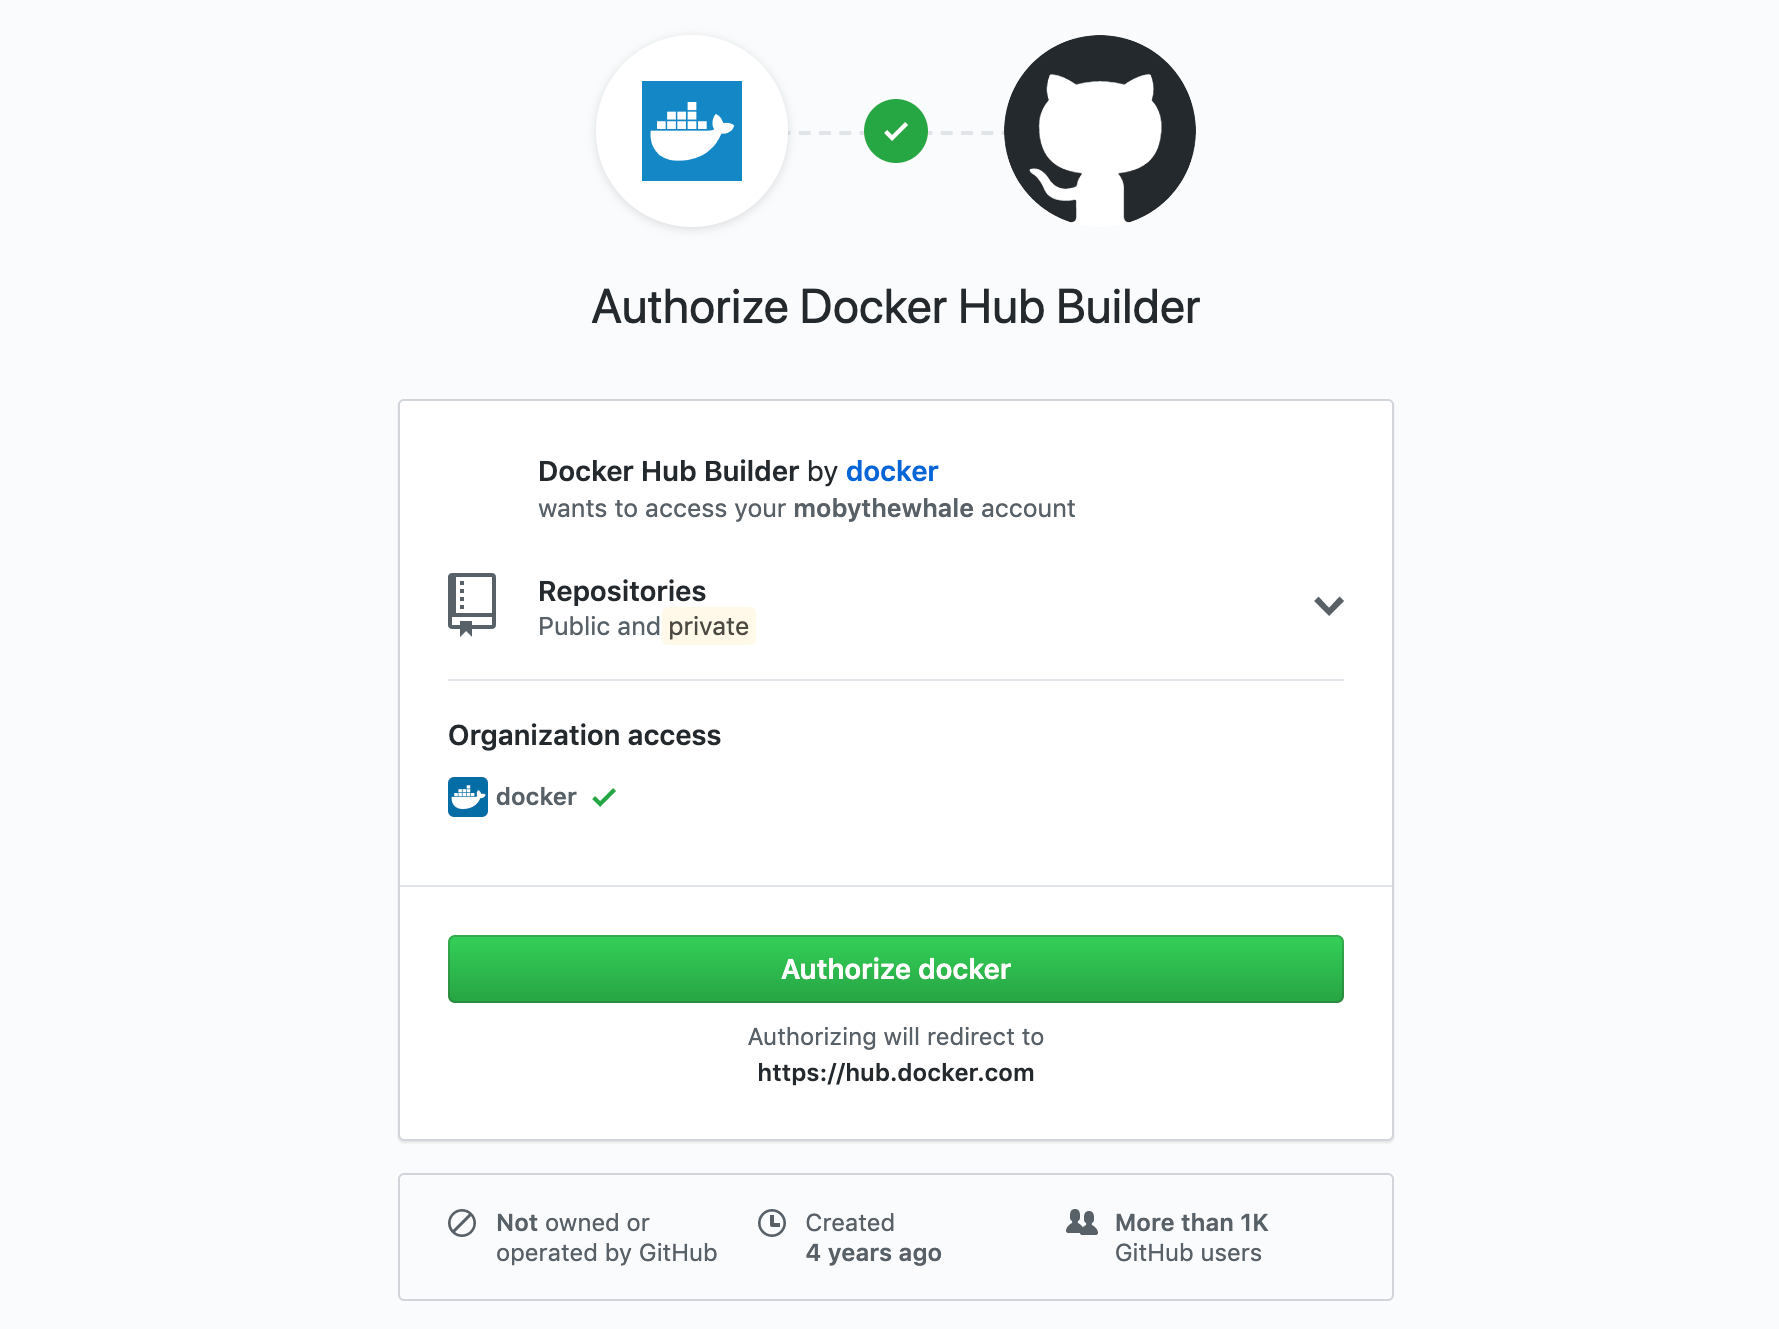 Authorize Docker Hub Builder
Docker Hub Builder by docker
wants to access your mobythewhale account
Repositories
Public and private
Organization access
docker
Authorize docker
Authorizing will redirect to
https://hub.docker.com
Not owned or
operated by GitHub
Created
4 years ago
More than 1K
GitHub users